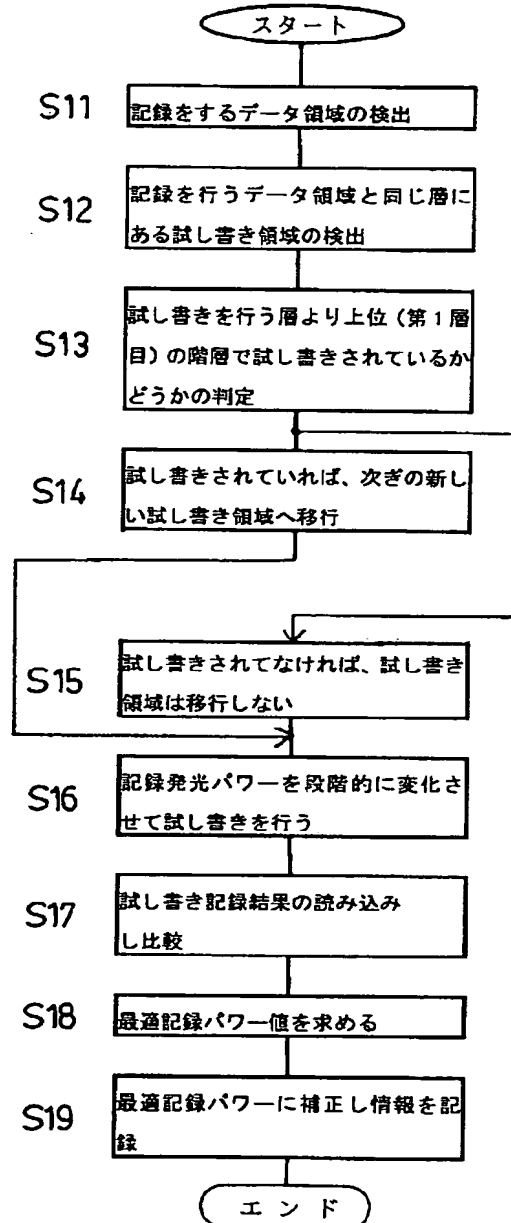 スタート
S11
記録をするデータ領域の検出
S12
記録を行うデータ領域と同じ層に
ある試し書き領域の検出
S13
試し書きを行う層より上位(第1層
目)の階層で試し書きされているか
どうかの判定
S14
試し書きされていれば、次ぎの新し
い試し書き領域へ移行
S15
試し書きされてなければ、試し書き
領域は移行しない
S16
記録発光パワーを段階的に変化さ
せて試し書きを行う
S17
試し書き記録結果の読み込み
し比較
S18
最適記録パワー値を求める
S19
最適記録パワーに補正し情報を記
録
エンド